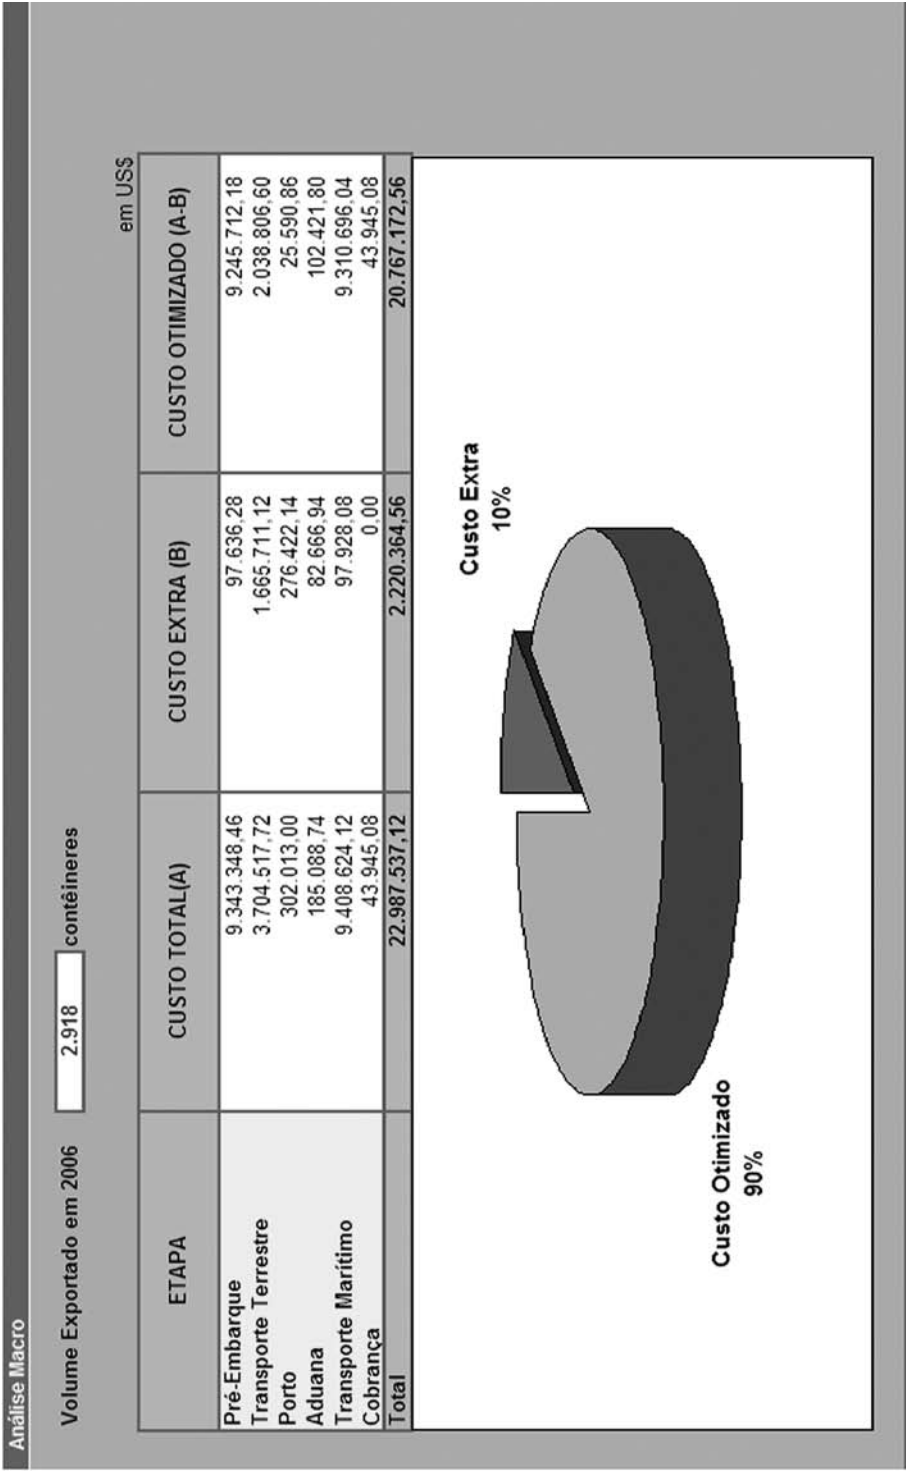 Análise Macro
Volume Exportado em 2006 2.918 contêineres
em US$
ETAPA CUSTO TOTAL(A) CUSTO EXTRA (B) CUSTO OTIMIZADO (A-B)
Pré-Embarque 9.343.348,46 97.636,28 9.245.712,18
Transporte Terrestre 3.704.517,72 1.665.711,12 2.038.806,60
Porto 302.013,00 276.422,14 25.590,86
Aduana 185.088,74 82.666,94 102.421,80
Transporte Marítimo 9.408.624,12 97.928,08 9.310.696,04
Cobrança 43.945,08 0,00 43.945,08
Total 22.987.537,12 2.220.364,56 20.767.172,56
Custo Extra
10%
Custo Otimizado
90%